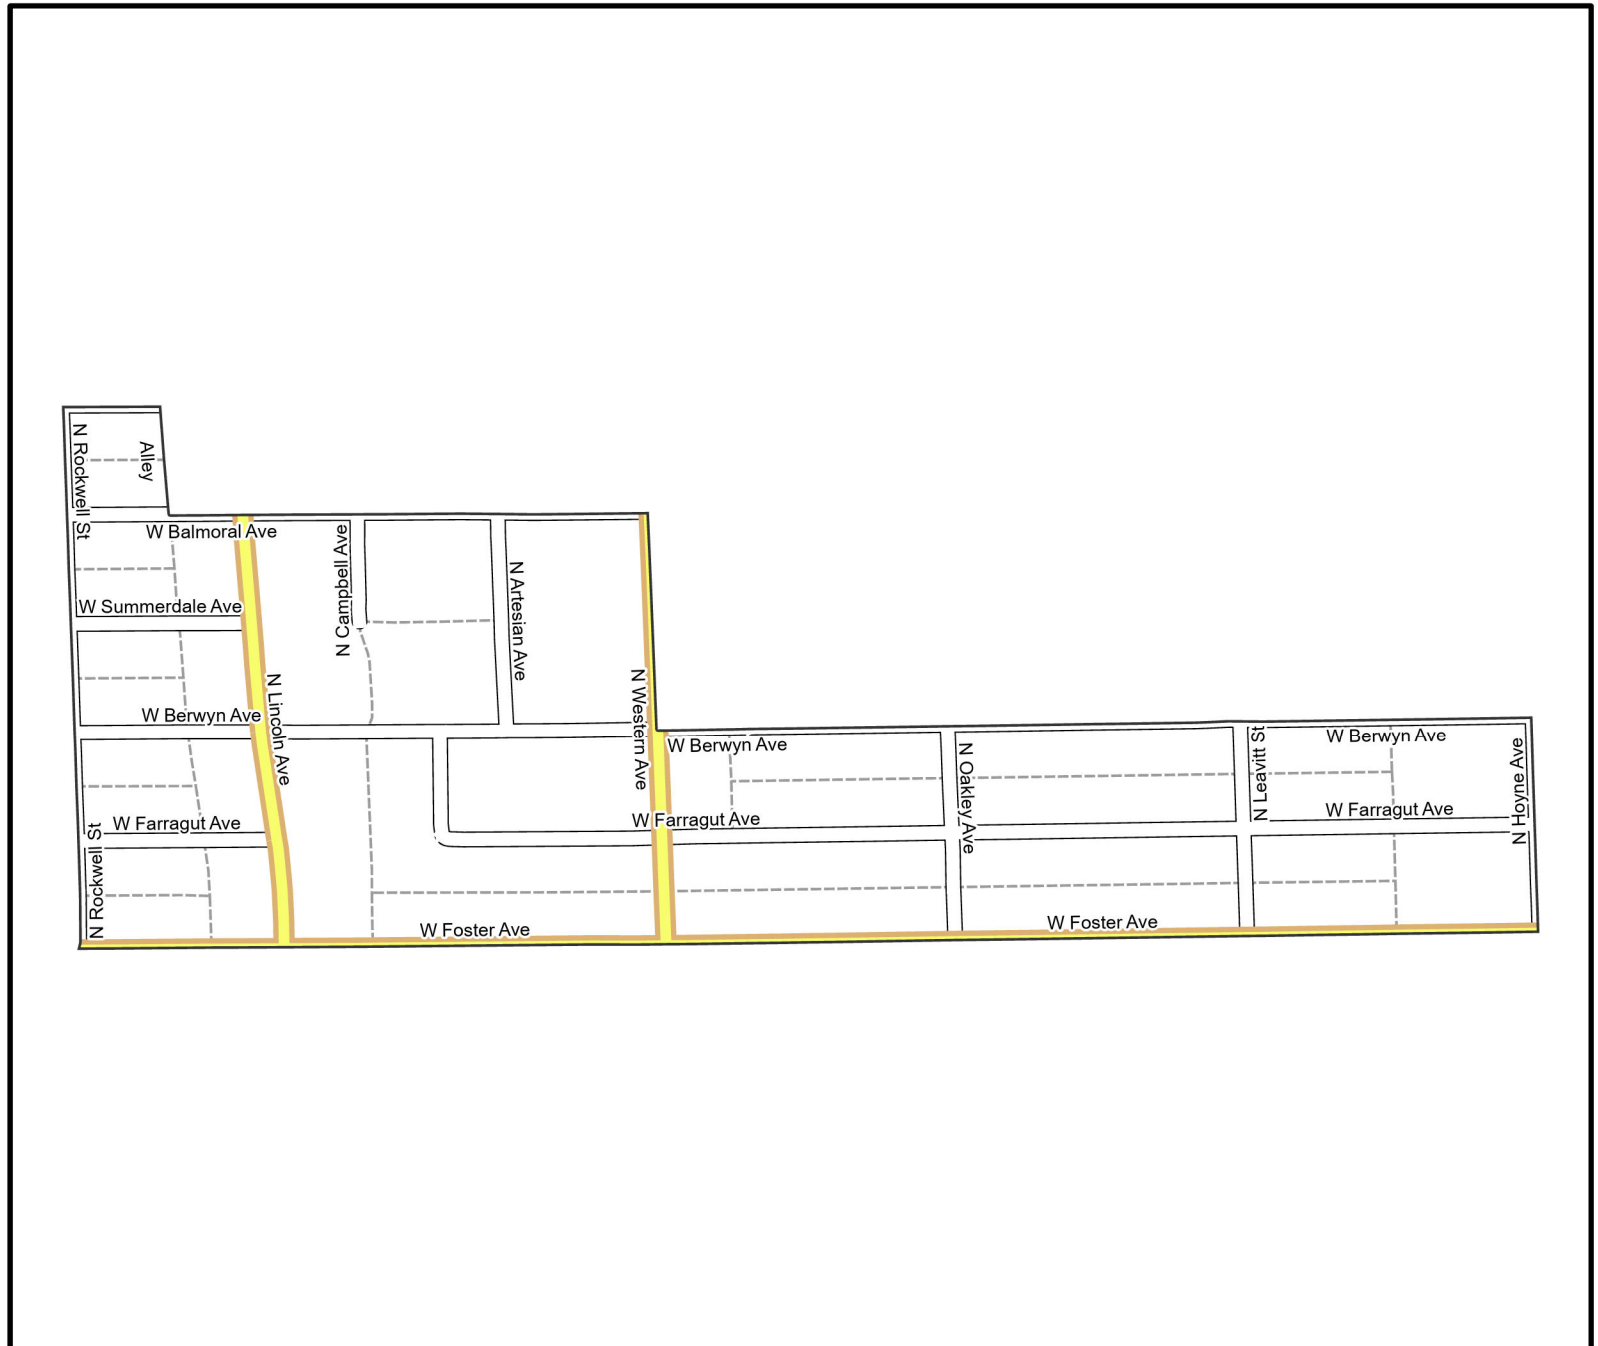 N Rockwell St
Alley
W Balmoral Ave
N Campbell Ave
N Artesian Ave
W Summerdale Ave
N Lincoln Ave
N Western Ave
W Berwyn Ave
W Berwyn Ave
W Berwyn Ave
N Oakley Ave
N Leavitt St
N Hoyne Ave
W Farragut Ave
W Farragut Ave
W Farragut Ave
N Rockwell St
W Foster Ave
W Foster Ave